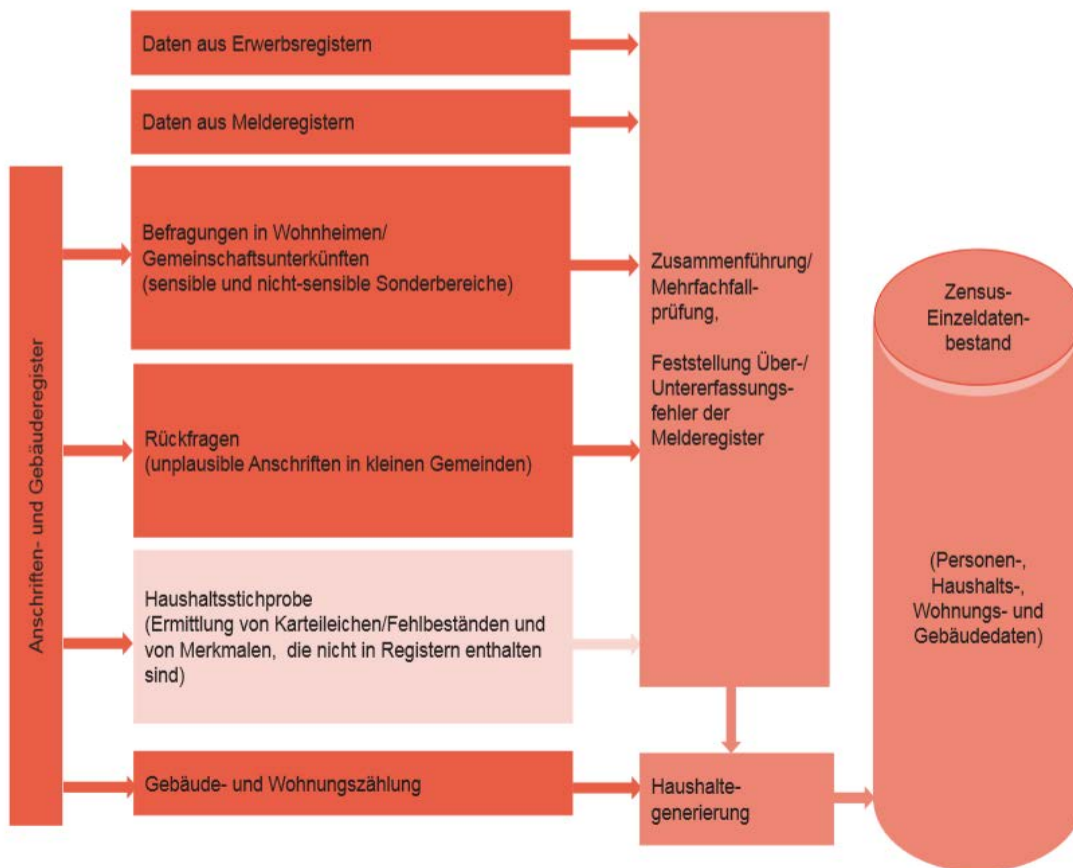 Daten aus Erwerbsregistern
Daten aus Melderegistern
Anschriften- und Gebäuderegister
Befragungen in Wohnheimen/
Gemeinschaftsunterkünften
(sensible und nicht-sensible Sonderbereiche)
Rückfragen
(unplausible Anschriften in kleinen Gemeinden)
Haushaltsstichprobe
(Ermittlung von Karteileichen/Fehlbeständen und
von Merkmalen, die nicht in Registern enthalten
sind)
Gebäude- und Wohnungszählung
Zusammenführung/
Mehrfachfall-
prüfung,
Feststellung Über-/
Untererfassungs-
fehler der
Melderegister
Haushalte-
generierung
Zensus-
Einzeldaten-
bestand
(Personen-,
Haushalts-,
Wohnungs- und
Gebäudedaten)